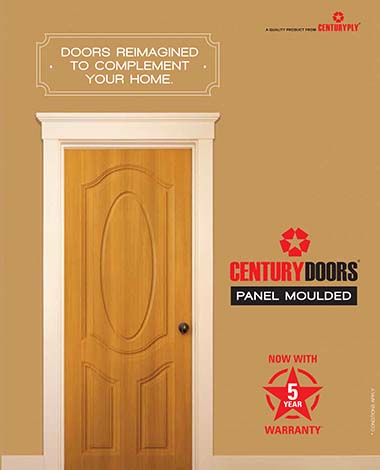 A QUALITY PRODUCT FROM CENTURYPLY®
DOORS REIMAGINED
TO COMPLEMENT
YOUR HOME.
CENTURYDOORS®
PANEL MOULDED
NOW WITH
5
YEAR
WARRANTY*
* CONDITIONS APPLY